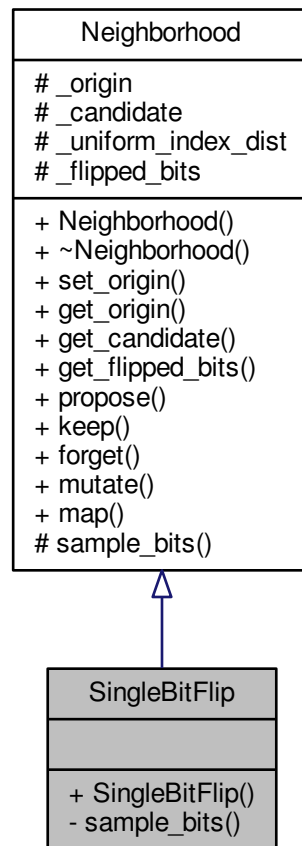 Neighborhood
# _origin
# _candidate
# _uniform_index_dist
# _flipped_bits
+ Neighborhood()
+ ~Neighborhood()
+ set_origin()
+ get_origin()
+ get_candidate()
+ get_flipped_bits()
+ propose()
+ keep()
+ forget()
+ mutate()
+ map()
# sample_bits()
SingleBitFlip
+ SingleBitFlip()
- sample_bits()